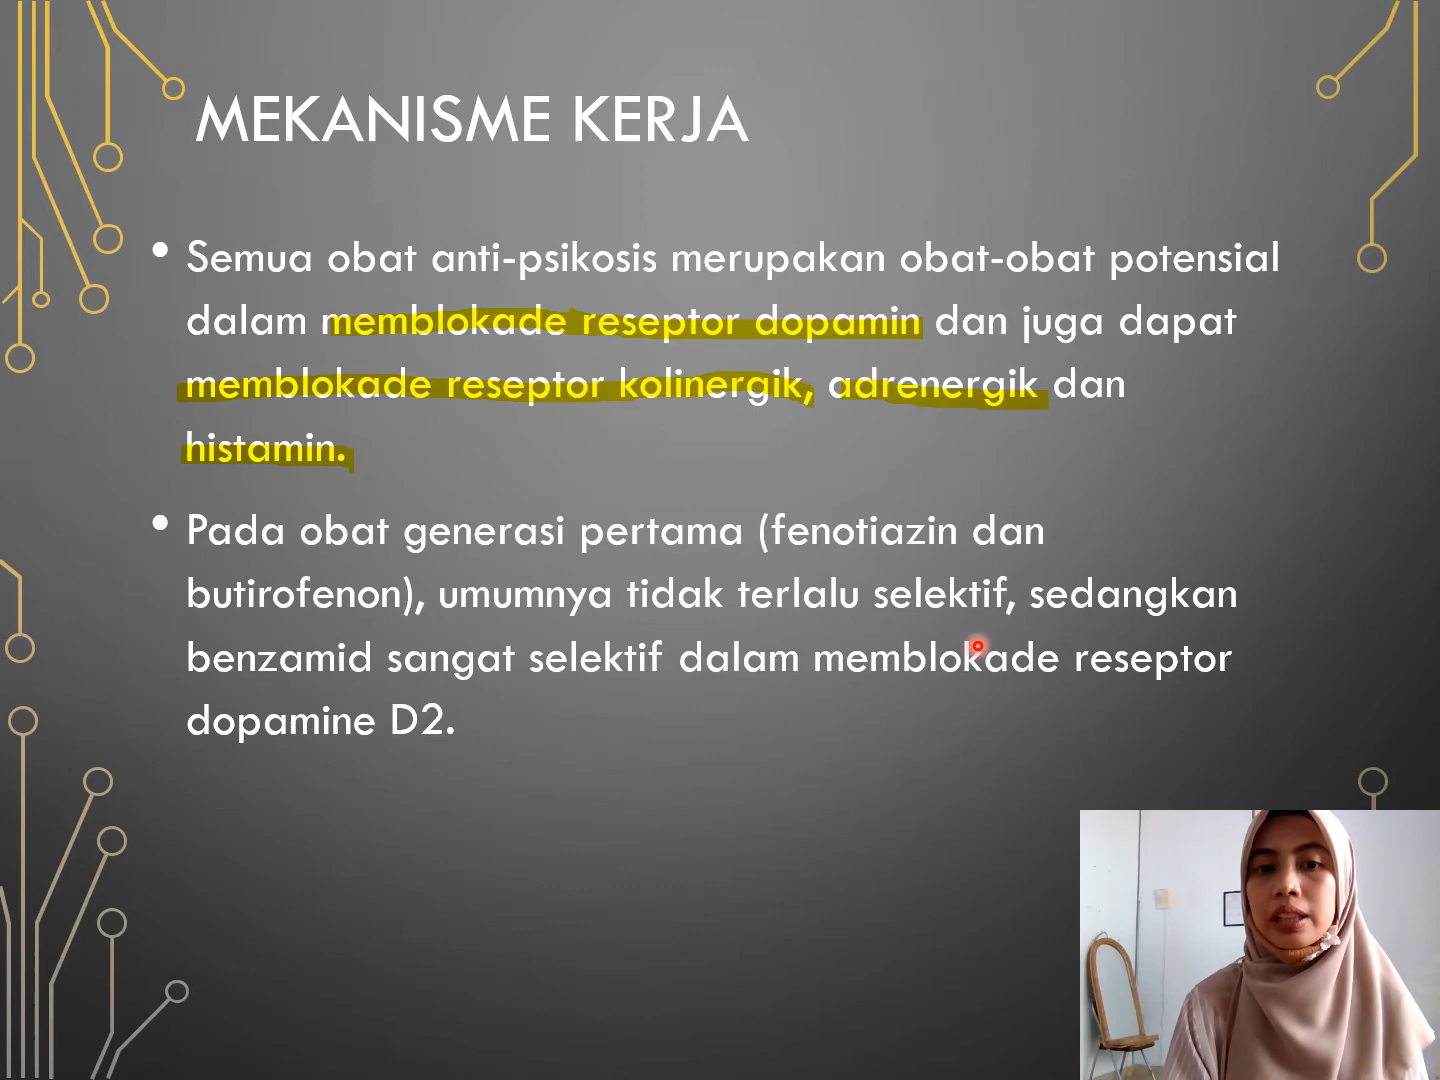 MEKANISME KERJA
• Semua obat anti-psikosis merupakan obat-obat potensial
dalam memblokade reseptor dopamin dan juga dapat
memblokade reseptor kolinergik, adrenergik dan
histamin.
• Pada obat generasi pertama (fenotiazin dan
butirofenon), umumnya tidak terlalu selektif, sedangkan
benzamid sangat selektif dalam memblokade reseptor
dopamine D2.